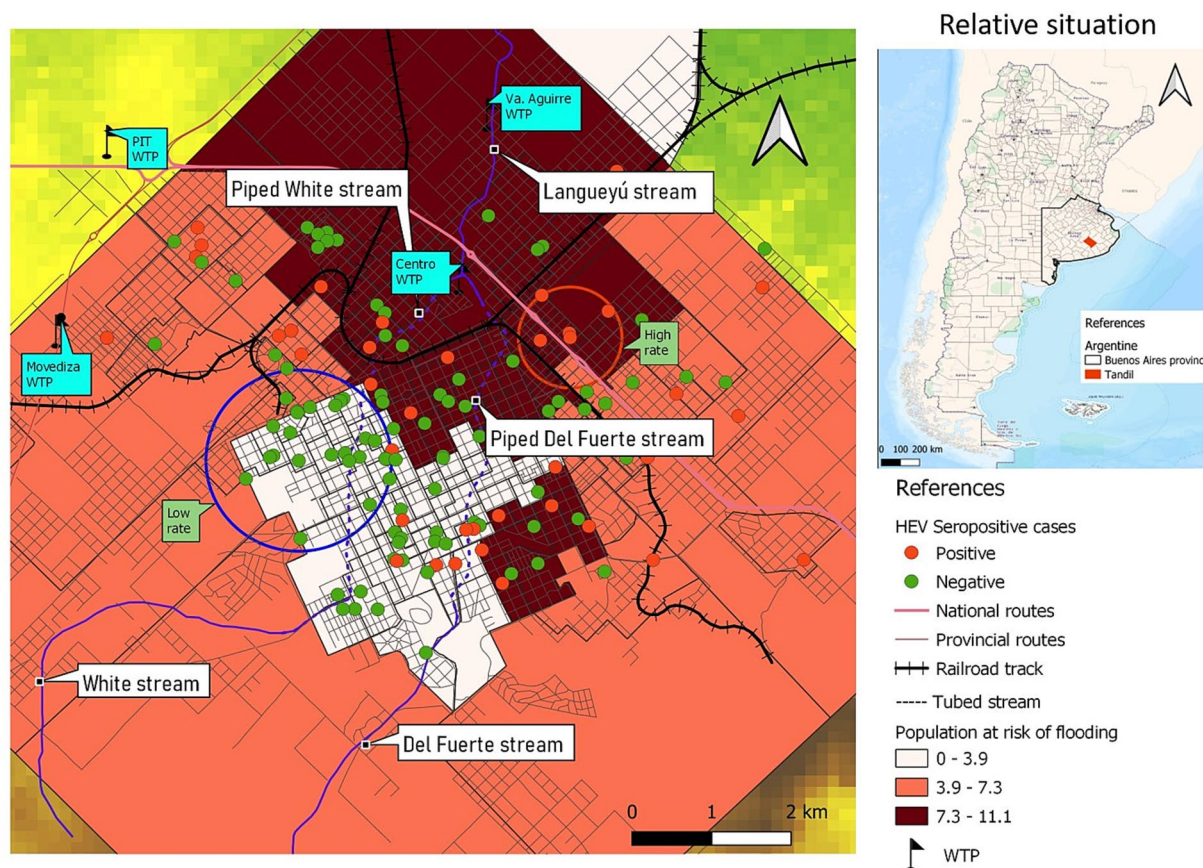 Relative situation
Va. Aguirre
WTP
PIT
WTP
Piped White stream
Langueyú stream
Centro
WTP
High
rate
Movediza
WTP
Piped Del Fuerte stream
Low
rate
White stream
Del Fuerte stream
0 1 2 km
References
Argentine
Buenos Aires provinc
Tandil
0 100 200 km
References
HEV Seropositive cases
Positive
Negative
National routes
Provincial routes
Railroad track
Tubed stream
Population at risk of flooding
0 - 3.9
3.9 - 7.3
7.3 - 11.1
WTP